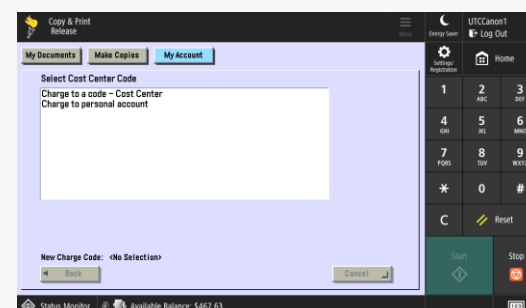 Copy & Print
Release
Menu
Energy Saver
UTCCanon1
Log Out
My Documents
Make Copies
My Account
Settings/
Registration
Home
Select Cost Center Code
Charge to a code - Cost Center
Charge to personal account
1
2
ABC
3
DEF
4
GHI
5
JKL
6
MNO
7
PQRS
8
TUV
9
WXYZ
*
0
#
C
Reset
New Charge Code: <No Selection>
Back
Cancel
Start
Stop
Status Monitor
Available Balance: $467.63